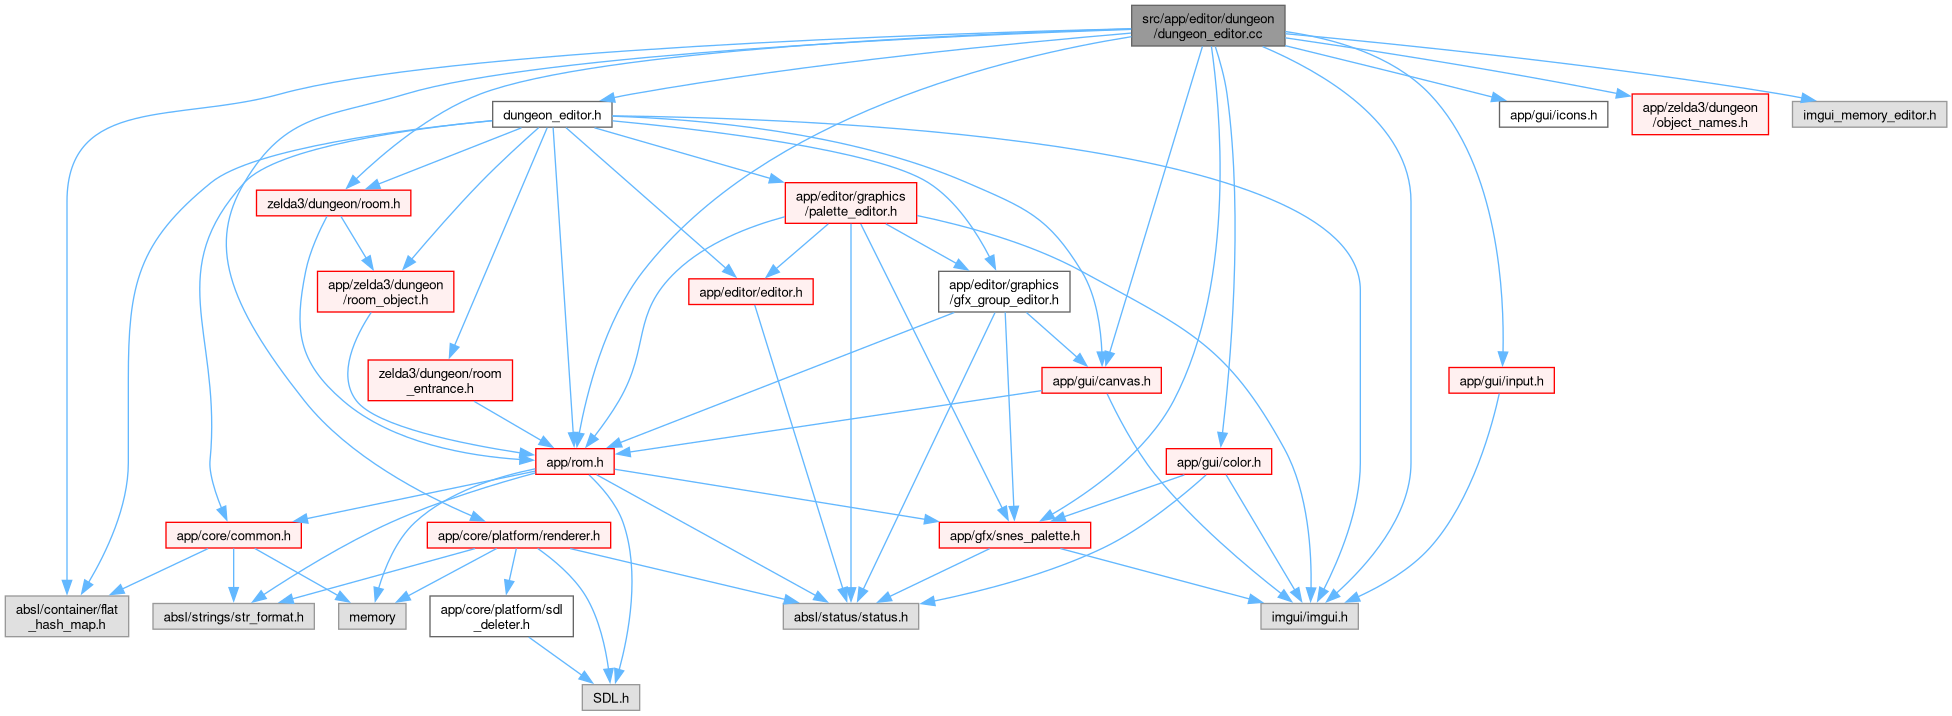 src/app/editor/dungeon
/dungeon_editor.cc
dungeon_editor.h
app/gui/icons.h
app/zelda3/dungeon
/object_names.h
imgui_memory_editor.h
zelda3/dungeon/room.h
app/editor/graphics
/palette_editor.h
app/zelda3/dungeon
/room_object.h
app/editor/editor.h
app/editor/graphics
/gfx_group_editor.h
zelda3/dungeon/room
_entrance.h
app/gui/canvas.h
app/gui/input.h
app/rom.h
app/gui/color.h
app/core/common.h
app/core/platform/renderer.h
app/gfx/snes_palette.h
absl/container/flat
_hash_map.h
absl/strings/str_format.h
memory
app/core/platform/sdl
_deleter.h
absl/status/status.h
imgui/imgui.h
SDL.h